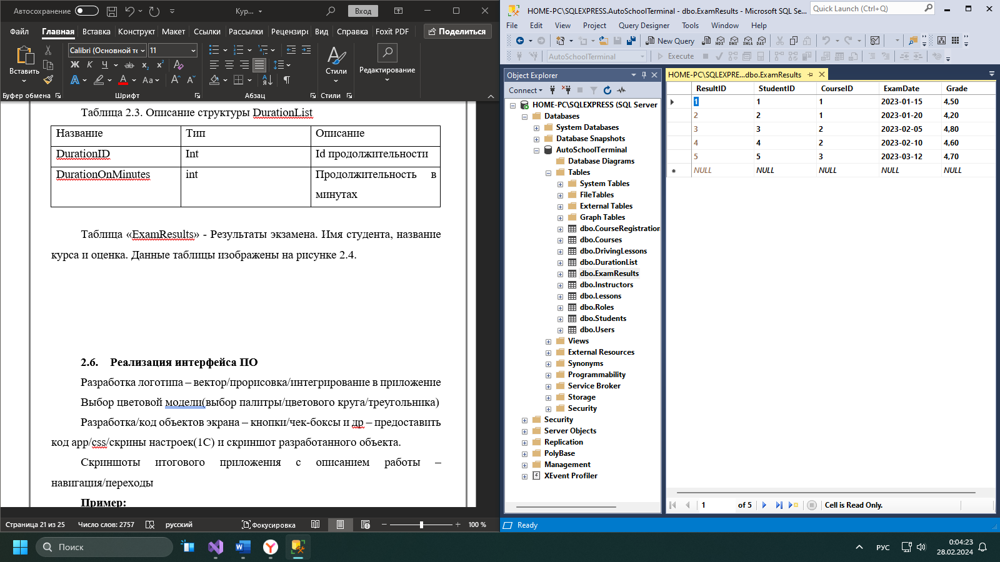 Автосохранение
Кур...
Вход
Файл
Главная
Вставка
Конструкт
Макет
Ссылки
Рассылки
Рецензирс
Вид
Справка
Foxit PDF
Поделиться
Вставить
Calibri (Основной те
11
Ж К Ч ab x₂ x² A
A A Aa A A
Стили
Редактирование
Буфер обмена
Шрифт
Абзац
Стили
Таблица 2.3. Описание структуры DurationList
Название Тип Описание
DurationID Int Id продолжительности
DurationOnMinutes int Продолжительность в
минутах
Таблица «ExamResults» - Результаты экзамена. Имя студента, название
курса и оценка. Данные таблицы изображены на рисунке 2.4.
2.6. Реализация интерфейса ПО
Разработка логотипа – вектор/прорисовка/интегрирование в приложение
Выбор цветовой модели(выбор палитры/цветового круга/треугольника)
Разработка/код объектов экрана – кнопки/чек-боксы и др – предоставить
код app/css/скрины настроек(1С) и скриншот разработанного объекта.
Скриншоты итогового приложения с описанием работы –
навигация/переходы
Пример:
Страница 21 из 25
Число слов: 2757
русский
Фокусировка
100 %
HOME-PC\SQLEXPRESS.AutoSchoolTerminal - dbo.ExamResults - Microsoft SQL Se...
Quick Launch (Ctrl+Q)
File Edit View Project Query Designer Tools Window Help
New Query
MDX DMX XMLA DAX
AutoSchoolTerminal
Execute
Object Explorer
Connect
HOME-PC\SQLEXPRESS (SQL Server
Databases
System Databases
Database Snapshots
AutoSchoolTerminal
Database Diagrams
Tables
System Tables
FileTables
External Tables
Graph Tables
dbo.CourseRegistration
dbo.Courses
dbo.DrivingLessons
dbo.DurationList
dbo.ExamResults
dbo.Instructors
dbo.Lessons
dbo.Roles
dbo.Students
dbo.Users
Views
External Resources
Synonyms
Programmability
Service Broker
Storage
Security
Security
Server Objects
Replication
PolyBase
Management
XEvent Profiler
HOME-PC\SQLEXPRE...dbo.ExamResults
ResultID StudentID CourseID ExamDate Grade
1 1 1 2023-01-15 4,50
2 2 1 2023-01-20 4,20
3 3 2 2023-02-05 4,80
4 4 2 2023-02-10 4,60
5 5 3 2023-03-12 4,70
NULL NULL NULL NULL NULL
1 of 5
Cell is Read Only.
Ready
Поиск
РУС
0:04:23
28.02.2024